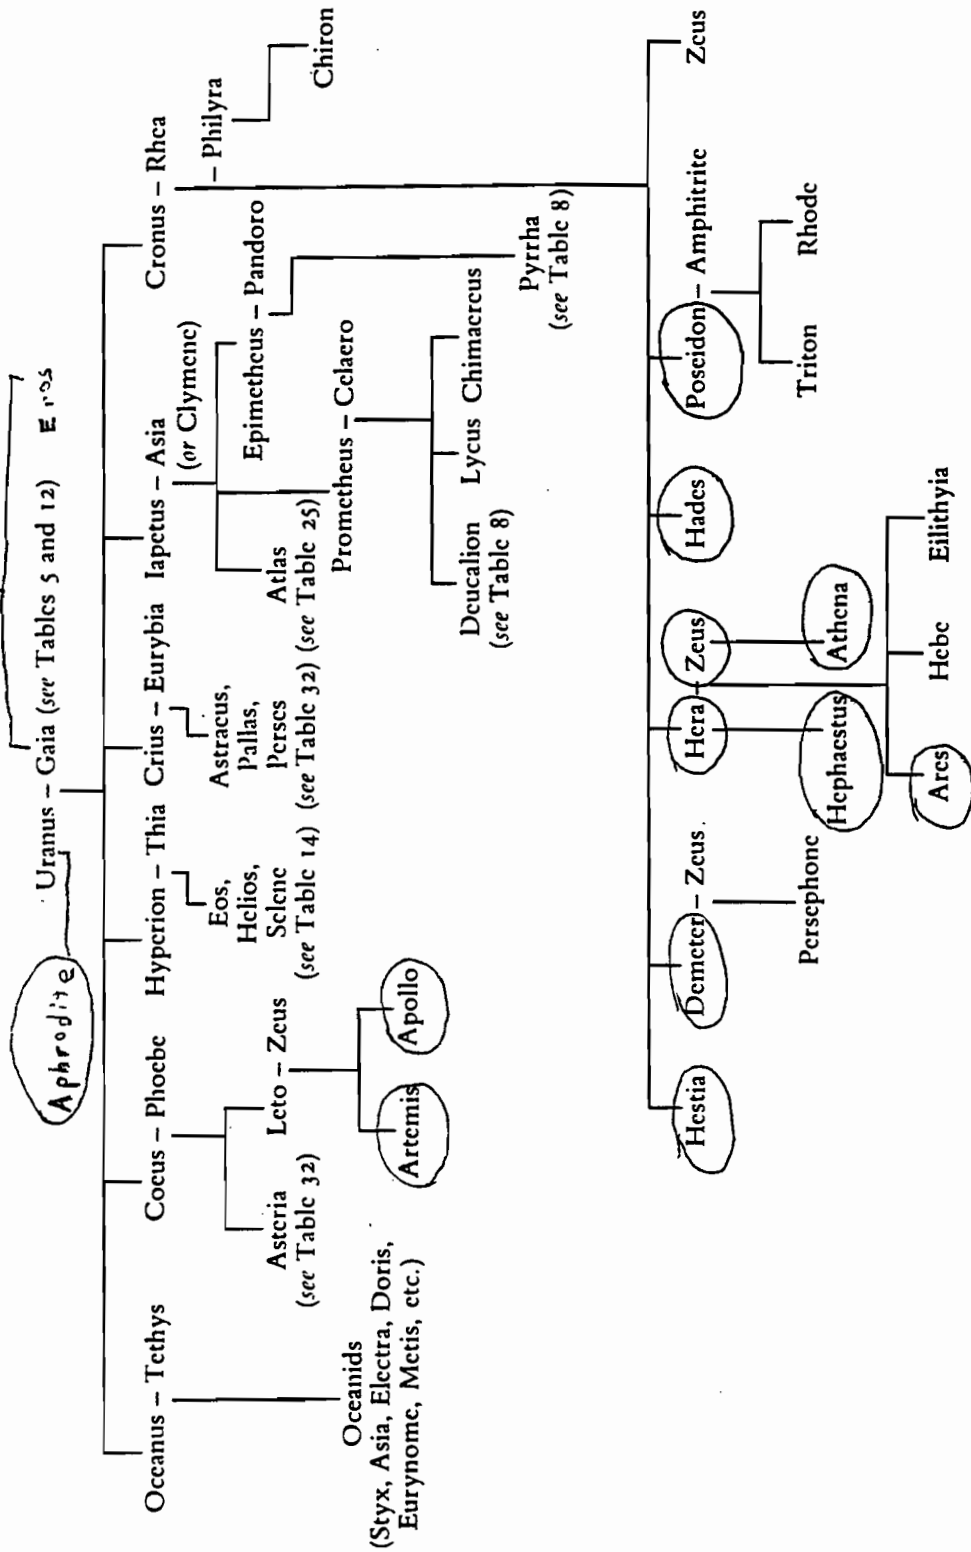 Aphrodite
Uranus – Gaia (see Tables 5 and 12) Eros
Oceanus – Tethys Coeus – Phoebe Hyperion – Thia Crius – Eurybia Iapetus – Asia Cronus – Rhea
(or Clymene)
– Philyra
Chiron
Eos,
Helios,
Selene
(see Table 14)
Astraeus,
Pallas,
Perses
(see Table 32)
Atlas
(see Table 25)
Epimetheus – Pandoro
Asteria
(see Table 32)
Leto – Zeus
Prometheus – Celaero
Oceanids
(Styx, Asia, Electra, Doris,
Eurynome, Metis, etc.)
Artemis Apollo
Deucalion
(see Table 8)
Lycus Chimaereus
Pyrrha
(see Table 8)
Hestia Demeter – Zeus Hera – Zeus Hades Poseidon – Amphitrite Zeus
Persephone Hephaestus Athena Triton Rhode
Ares Hebe Eilithyia